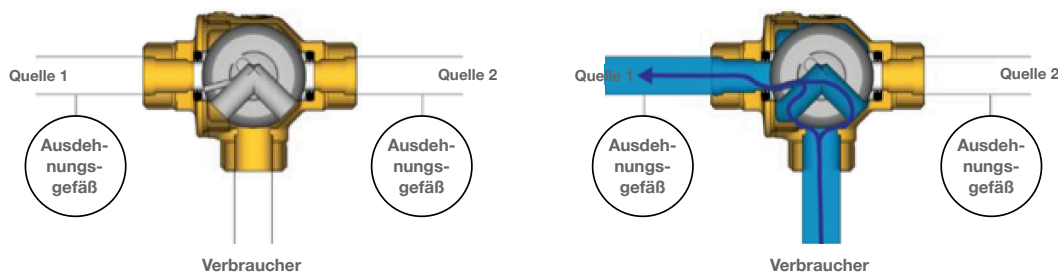 Quelle 1
Quelle 2
Ausdeh-
nungs-
gefäß
Ausdeh-
nungs-
gefäß
Verbraucher
Quelle 1
Quelle 2
Ausdeh-
nungs-
gefäß
Ausdeh-
nungs-
gefäß
Verbraucher